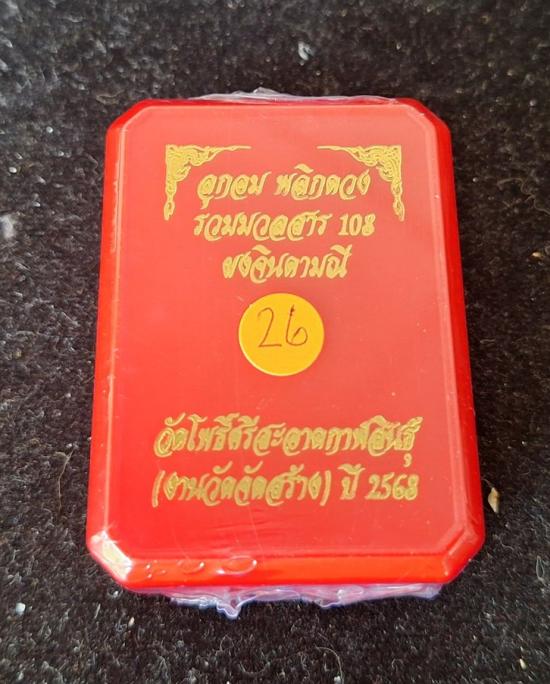 ลูกอม พลิกดวง
รวมมวลสาร 108
ผงจินดามณี
26
วัดโพธิ์ศรีสะอาดกาฬสินธุ์
(งานวัดจัดสร้าง) ปี 2568